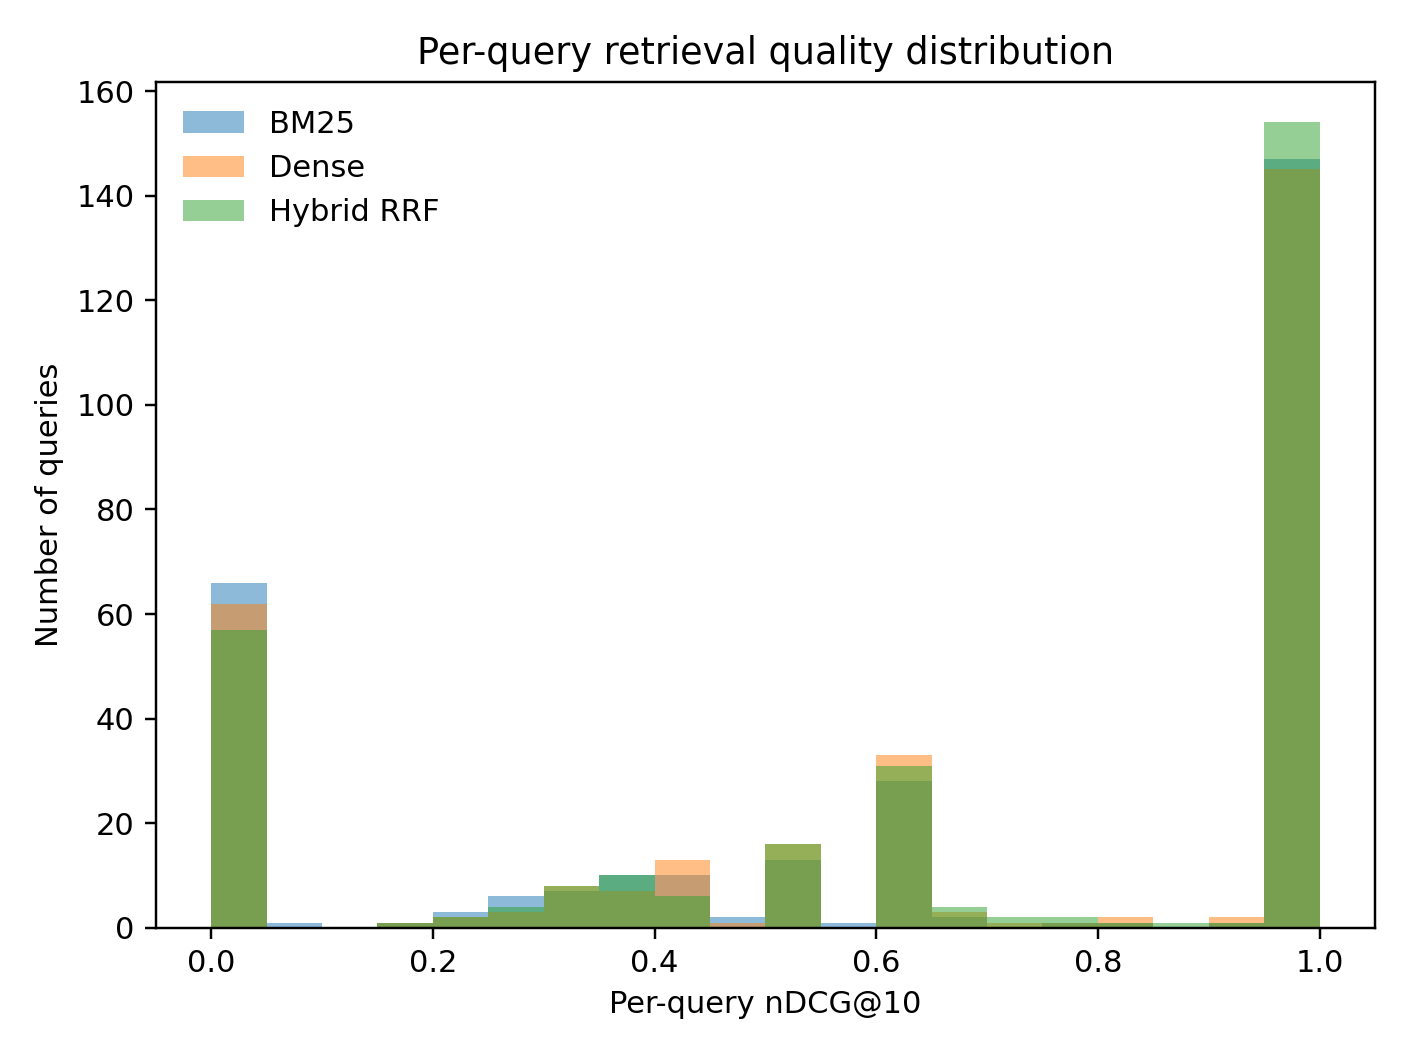 Per-query retrieval quality distribution
BM25
Dense
Hybrid RRF
Number of queries
160
140
120
100
80
60
40
20
0
0.0 0.2 0.4 0.6 0.8 1.0
Per-query nDCG@10